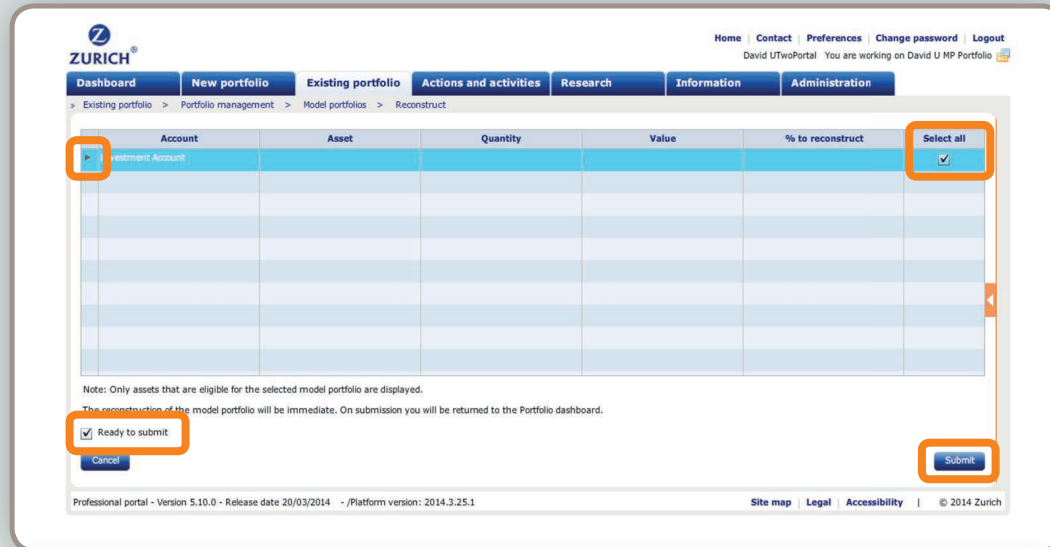 Home | Contact | Preferences | Change password | Logout
ZURICH®
David UTwoPortal You are working on David U MP Portfolio
Dashboard New portfolio Existing portfolio Actions and activities Research Information Administration
» Existing portfolio > Portfolio management > Model portfolios > Reconstruct
Account Asset Quantity Value % to reconstruct Select all
Investment Account
Note: Only assets that are eligible for the selected model portfolio are displayed.
The reconstruction of the model portfolio will be immediate. On submission you will be returned to the Portfolio dashboard.
Ready to submit
Cancel Submit
Professional portal - Version 5.10.0 - Release date 20/03/2014 - /Platform version: 2014.3.25.1 Site map | Legal | Accessibility | © 2014 Zurich